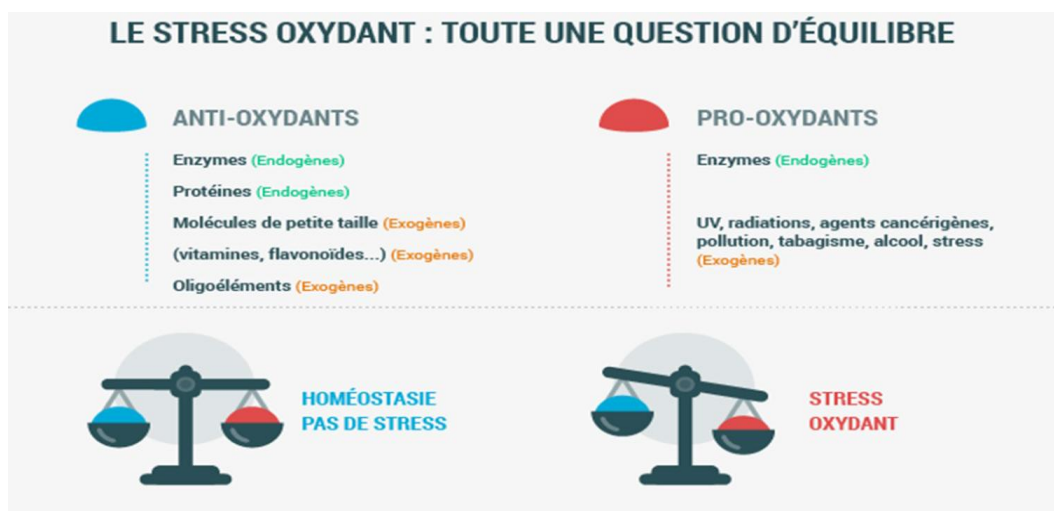 LE STRESS OXYDANT : TOUTE UNE QUESTION D'ÉQUILIBRE
ANTI-OXYDANTS
Enzymes (Endogènes)
Protéines (Endogènes)
Molécules de petite taille (Exogènes)
(vitamines, flavonoïdes...) (Exogènes)
Oligoéléments (Exogènes)
PRO-OXYDANTS
Enzymes (Endogènes)
UV, radiations, agents cancérigènes,
pollution, tabagisme, alcool, stress
(Exogènes)
HOMÉOSTASIE
PAS DE STRESS
STRESS
OXYDANT